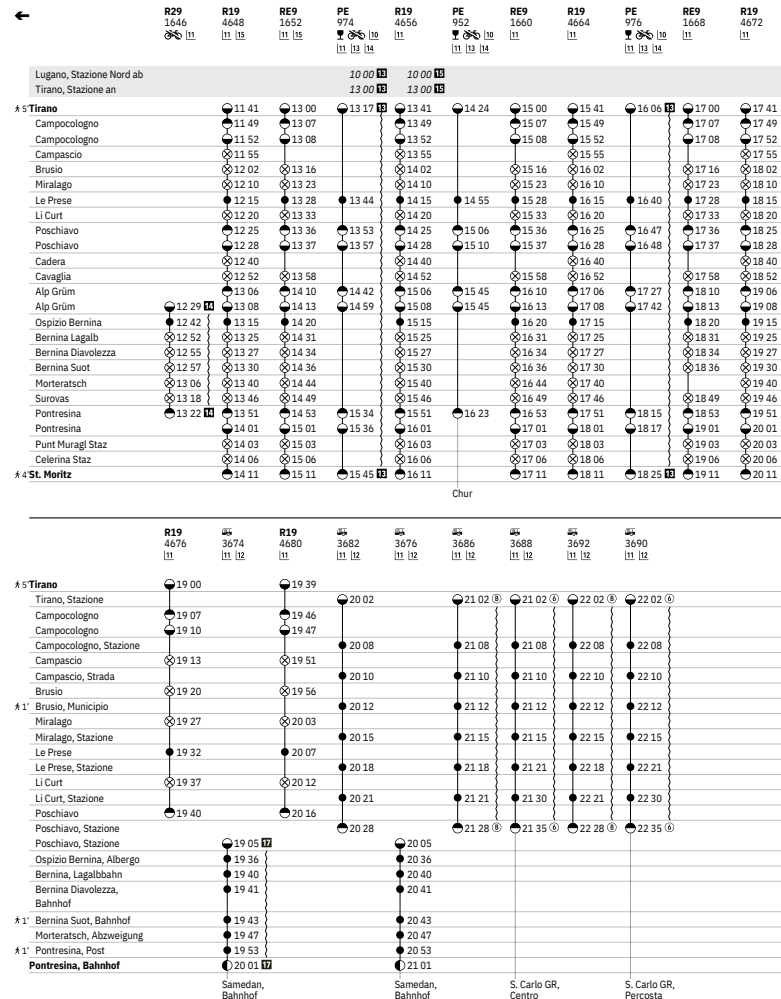 R29 R19 RE9 PE R19 PE RE9 R19 PE RE9 R19
1646 4648 1652 974 4656 952 1660 4664 976 1668 4672
11 11 15 11 15 10 11 10 11 11 10 11 11
11 13 14 11 13 14 11 13 14
Lugano, Stazione Nord ab 10 00 13 10 00 15
Tirano, Stazione an 13 00 13 13 00 15
5' Tirano 11 41 13 00 13 17 13 13 41 14 24 15 00 15 41 16 06 13 17 00 17 41
Campocologno 11 49 13 07 13 49 15 07 15 49 17 07 17 49
Campocologno 11 52 13 08 13 52 15 08 15 52 17 08 17 52
Campascio 11 55 13 55 15 55 17 55
Brusio 12 02 13 16 14 02 15 16 16 02 17 16 18 02
Miralago 12 10 13 23 14 10 15 23 16 10 17 23 18 10
Le Prese 12 15 13 28 13 44 14 15 14 55 15 28 16 15 16 40 17 28 18 15
Li Curt 12 20 13 33 14 20 15 33 16 20 17 33 18 20
Poschiavo 12 25 13 36 13 53 14 25 15 06 15 36 16 25 16 47 17 36 18 25
Poschiavo 12 28 13 37 13 57 14 28 15 10 15 37 16 28 16 48 17 37 18 28
Cadera 12 40 14 40 16 40 18 40
Cavaglia 12 52 13 58 14 52 15 58 16 52 17 58 18 52
Alp Grüm 13 06 14 10 14 42 15 06 15 45 16 10 17 06 17 27 18 10 19 06
Alp Grüm 12 29 14 13 08 14 13 14 59 15 08 15 45 16 13 17 08 17 42 18 13 19 08
Ospizio Bernina 12 42 13 15 14 20 15 15 16 20 17 15 18 20 19 15
Bernina Lagalb 12 52 13 25 14 31 15 25 16 31 17 25 18 31 19 25
Bernina Diavolezza 12 55 13 27 14 34 15 27 16 34 17 27 18 34 19 27
Bernina Suot 12 57 13 30 14 36 15 30 16 36 17 30 18 36 19 30
Morteratsch 13 06 13 40 14 44 15 40 16 44 17 40 19 40
Surovas 13 18 13 46 14 49 15 46 16 49 17 46 18 49 19 46
Pontresina 13 22 14 13 51 14 53 15 34 15 51 16 23 16 53 17 51 18 15 18 53 19 51
Pontresina 14 01 15 01 15 36 16 01 17 01 18 01 18 17 19 01 20 01
Punt Muragl Staz 14 03 15 03 16 03 17 03 18 03 19 03 20 03
Celerina Staz 14 06 15 06 16 06 17 06 18 06 19 06 20 06
4' St. Moritz 14 11 15 11 15 45 13 16 11 17 11 18 11 18 25 13 19 11 20 11
Chur
R19 R19
4676 3674 4680 3682 3676 3686 3688 3692 3690
11 11 12 11 11 12 11 12 11 12 11 12 11 12 11 12
5' Tirano 19 00 19 39
Tirano, Stazione 20 02 21 02 8 21 02 6 22 02 8 22 02 6
Campocologno 19 07 19 46
Campocologno 19 10 19 47
Campocologno, Stazione 20 08 21 08 21 08 22 08 22 08
Campascio 19 13 19 51
Campascio, Strada 20 10 21 10 21 10 22 10 22 10
Brusio 19 20 19 56
1' Brusio, Municipio 20 12 21 12 21 12 22 12 22 12
Miralago 19 27 20 03
Miralago, Stazione 20 15 21 15 21 15 22 15 22 15
Le Prese 19 32 20 07
Le Prese, Stazione 20 18 21 18 21 21 22 18 22 21
Li Curt 19 37 20 12
Li Curt, Stazione 20 21 21 21 21 30 22 21 22 30
Poschiavo 19 40 20 16
Poschiavo, Stazione 20 28 21 28 8 21 35 6 22 28 8 22 35 6
Poschiavo, Stazione 19 05 17 20 05
Ospizio Bernina, Albergo 19 36 20 36
Bernina, Lagalbbahn 19 40 20 40
Bernina Diavolezza, 19 41 20 41
Bahnhof
1' Bernina Suot, Bahnhof 19 43 20 43
Morteratsch, Abzweigung 19 47 20 47
1' Pontresina, Post 19 53 20 53
Pontresina, Bahnhof 20 01 17 21 01
Samedan, Samedan, S. Carlo GR, S. Carlo GR,
Bahnhof Bahnhof Centro Percosta